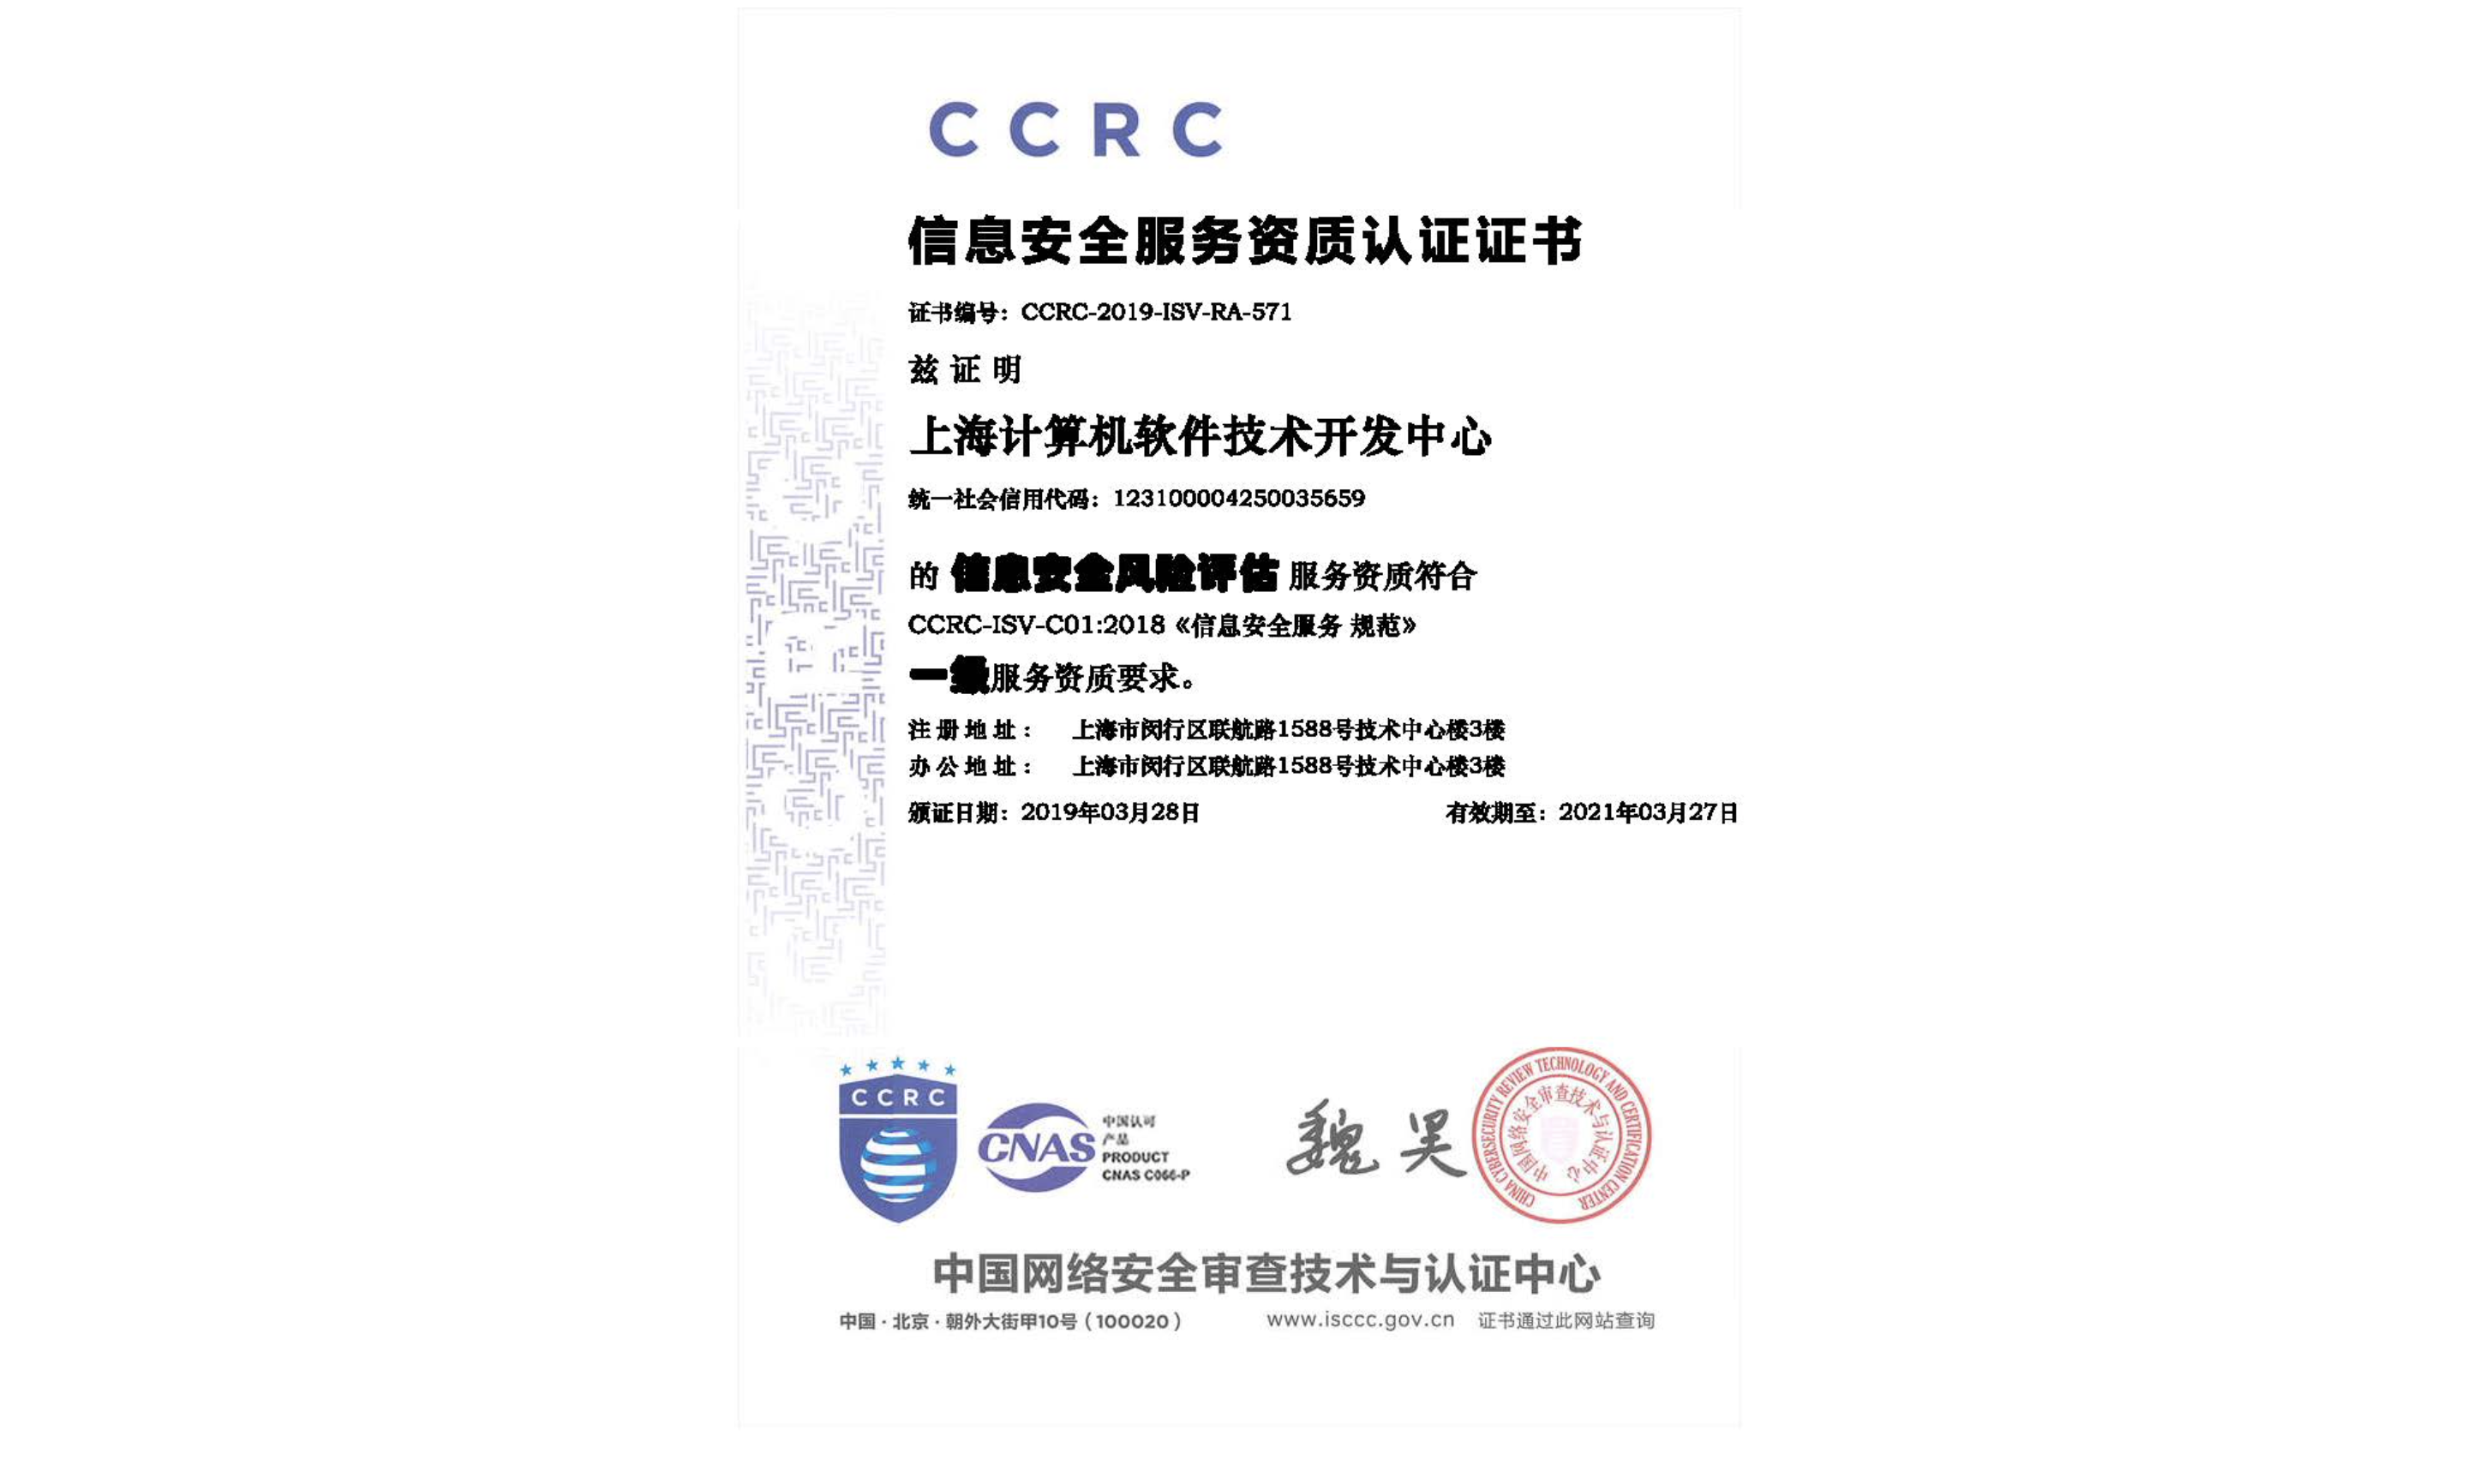 CCRC
信息安全服务资质认证证书
证书编号：CCRC-2019-ISV-RA-571
兹证明
上海计算机软件技术开发中心
统一社会信用代码：123100004250035659
的 信息安全风险评估 服务资质符合
CCRC-ISV-C01:2018《信息安全服务 规范》
一级服务资质要求。
注册地址： 上海市闵行区联航路1588号技术中心楼3楼
办公地址： 上海市闵行区联航路1588号技术中心楼3楼
颁证日期：2019年03月28日 有效期至：2021年03月27日
CCRC
CNAS
中国认可
产品
PRODUCT
CNAS C066-P
魏昊
CHINA CYBERSECURITY REVIEW TECHNOLOGY AND CERTIFICATION CENTER
中国网络安全审查技术与认证中心
中国网络安全审查技术与认证中心
中国·北京·朝外大街甲10号（100020） www.isccc.gov.cn 证书通过此网站查询